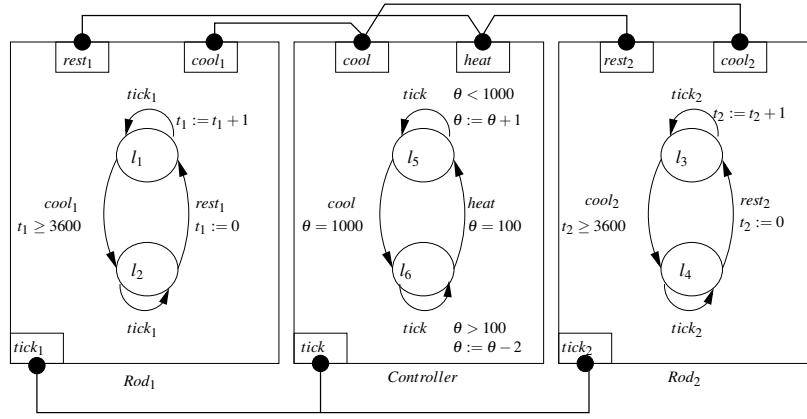 rest₁ cool₁ cool heat rest₂ cool₂
tick₁ tick θ < 1000 tick₂
t₁ := t₁ + 1 θ := θ + 1 t₂ := t₂ + 1
l₁ l₅ l₃
cool₁ rest₁ cool heat cool₂ rest₂
t₁ ≥ 3600 t₁ := 0 θ = 1000 θ = 100 t₂ ≥ 3600 t₂ := 0
l₂ l₆ l₄
tick₁ tick θ > 100 tick₂
tick₁ tick θ := θ − 2 tick₂
Rod₁ Controller Rod₂